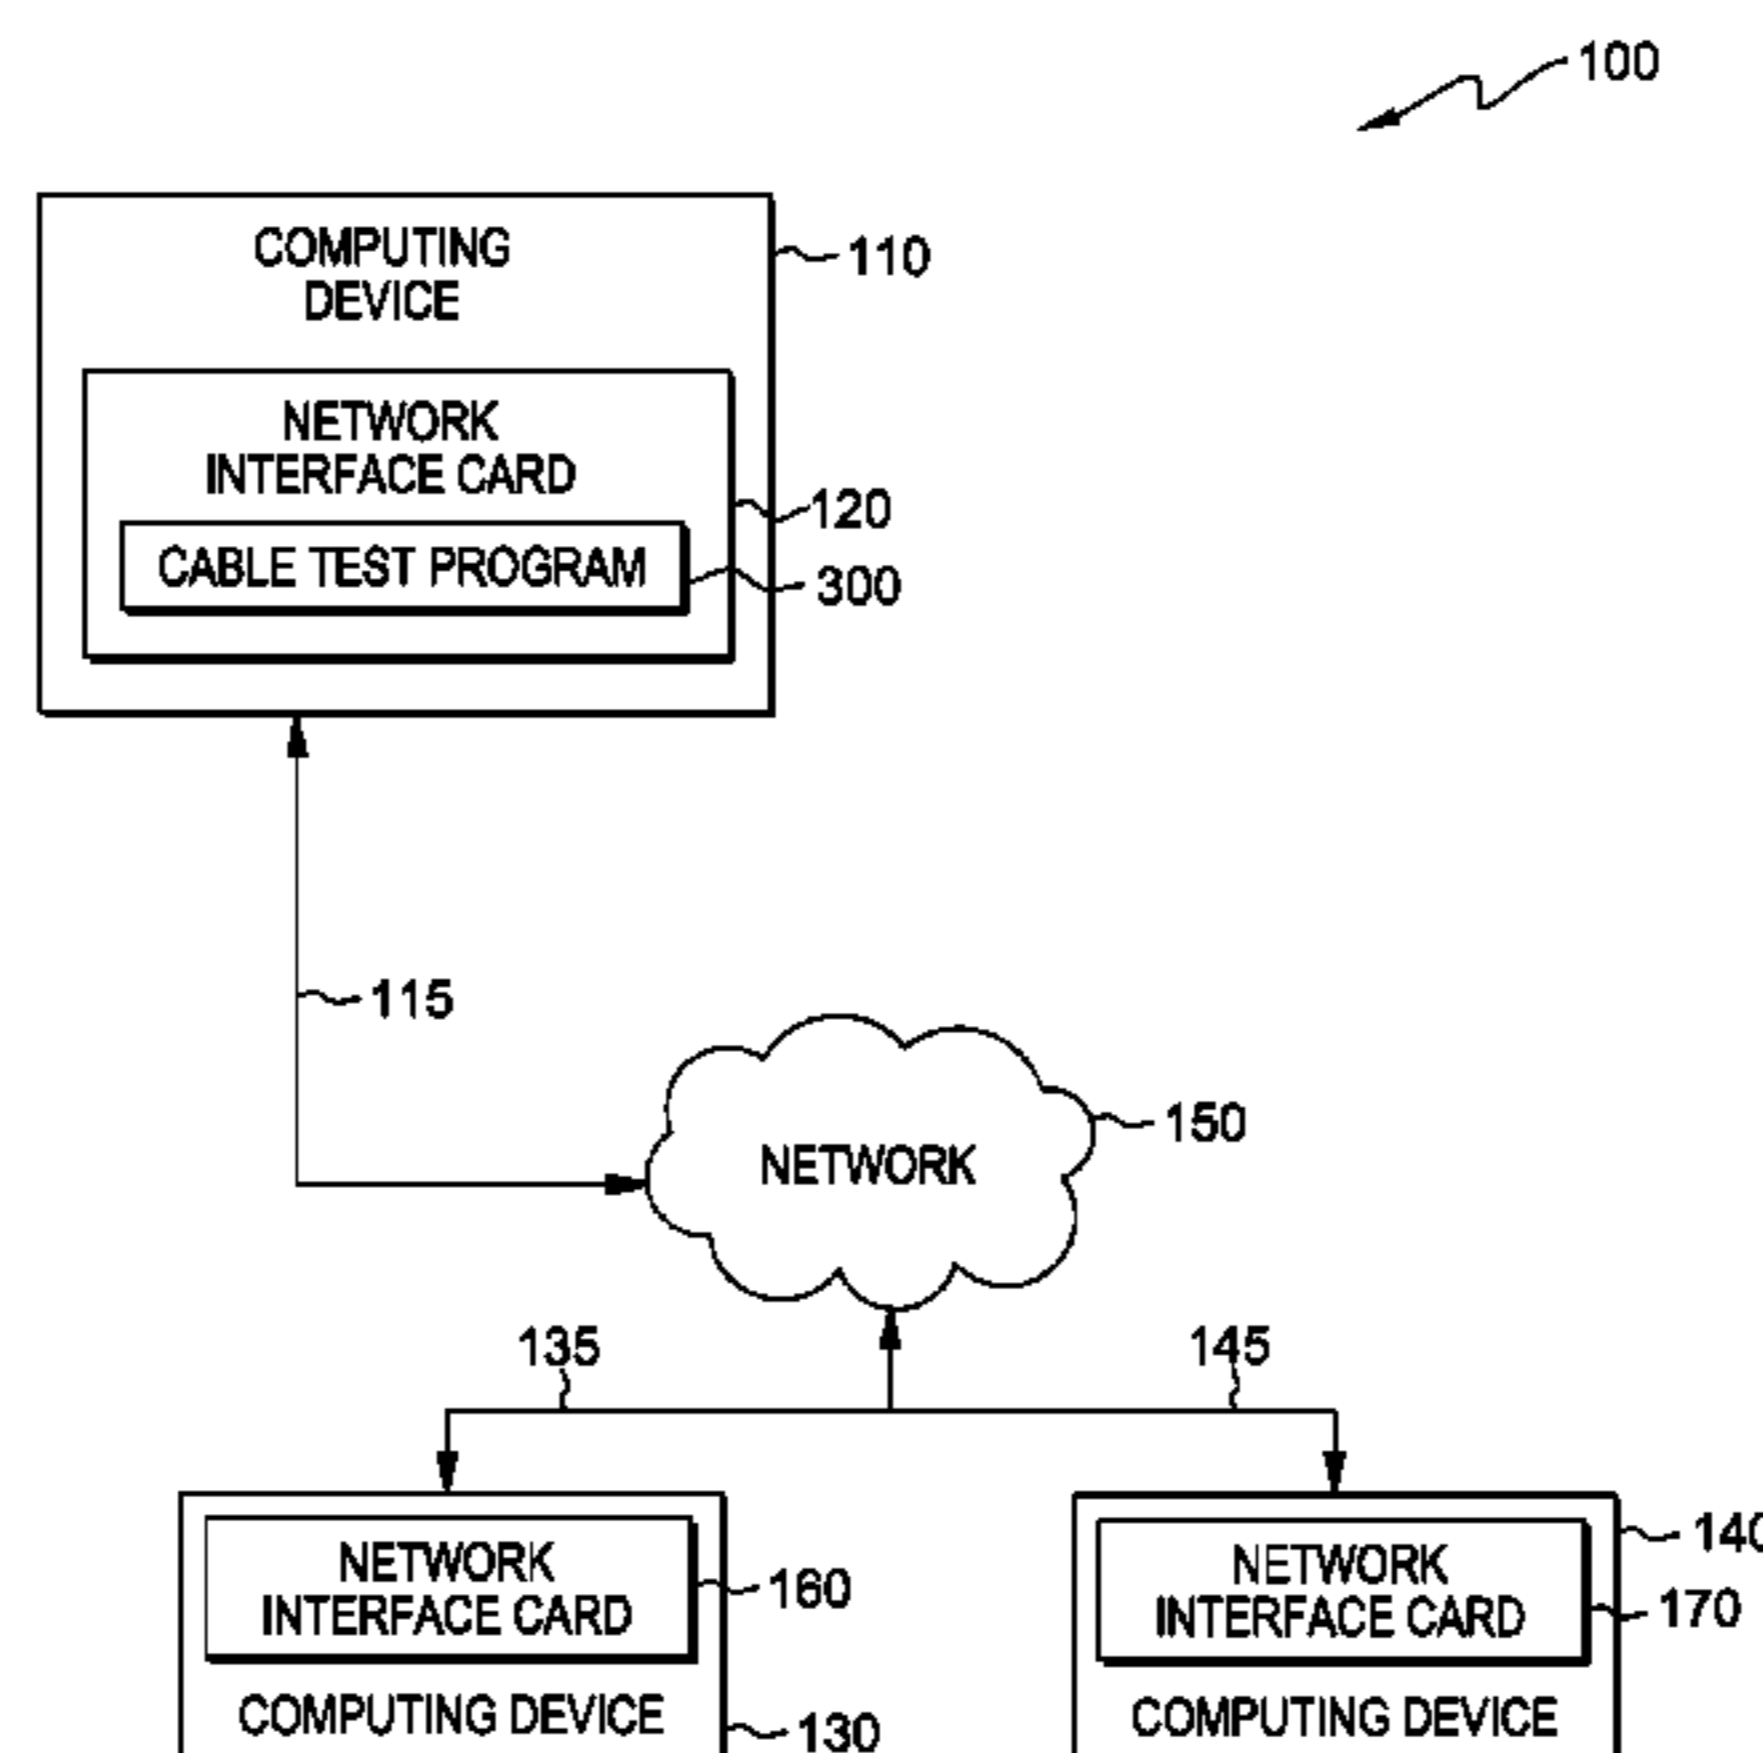 100
COMPUTING
DEVICE
110
NETWORK
INTERFACE CARD
120
CABLE TEST PROGRAM
300
115
150
NETWORK
135
145
NETWORK
INTERFACE CARD
160
COMPUTING DEVICE
130
140
NETWORK
INTERFACE CARD
170
COMPUTING DEVICE